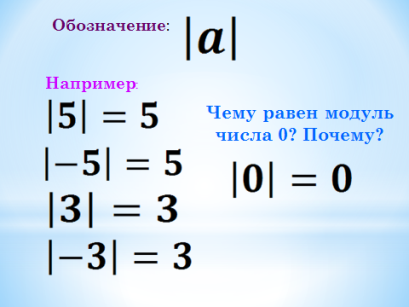 Обозначение: |a|
Например:
|5| = 5
|−5| = 5
|3| = 3
|−3| = 3
Чему равен модуль
числа 0? Почему?
|0| = 0